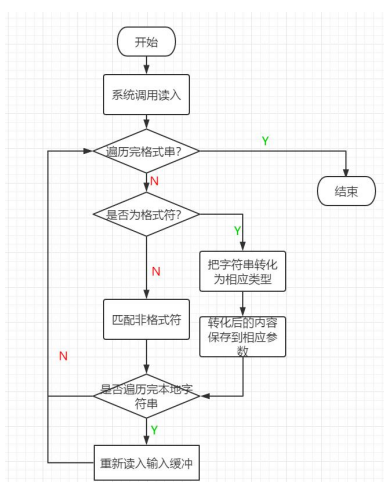 开始
系统调用读入
遍历完格式串?
Y
N
结束
是否为格式符?
Y
N
把字符串转化
为相应类型
匹配非格式符
转化后的内容
保存到相应参
数
N
是否遍历完本地字
符串
Y
重新读入输入缓冲